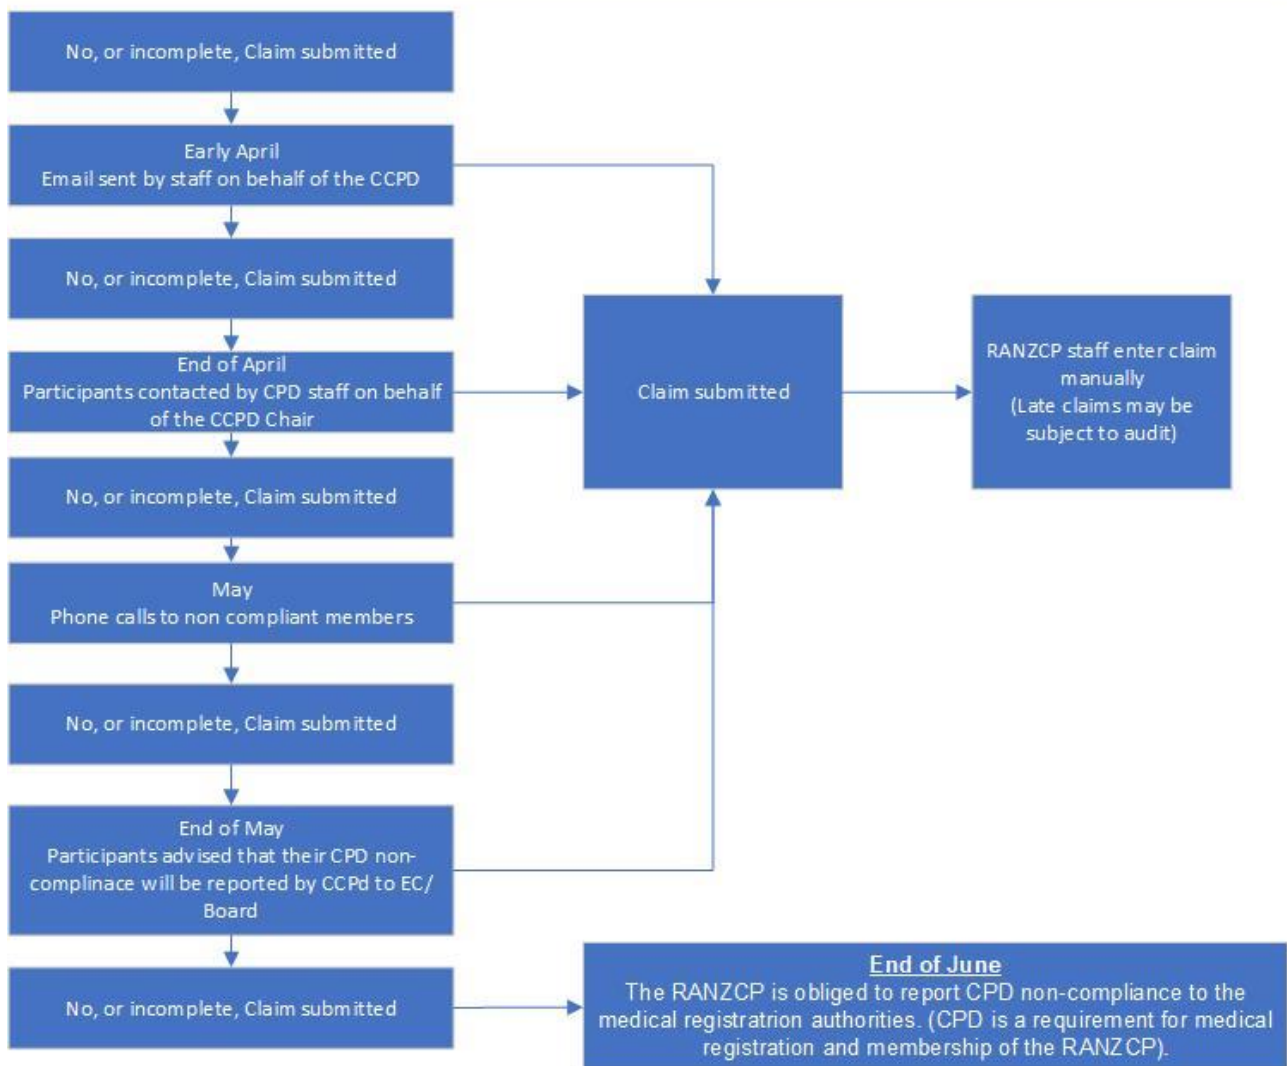 No, or incomplete, Claim submitted
Early April
Email sent by staff on behalf of the CCPD
No, or incomplete, Claim submitted
End of April
Participants contacted by CPD staff on behalf
of the CCPD Chair
No, or incomplete, Claim submitted
May
Phone calls to non compliant members
No, or incomplete, Claim submitted
End of May
Participants advised that their CPD non-
complinace will be reported by CCPd to EC/
Board
No, or incomplete, Claim submitted
Claim submitted
RANZCP staff enter claim
manually
(Late claims may be
subject to audit)
End of June
The RANZCP is obliged to report CPD non-compliance to the
medical registratrion authorities. (CPD is a requirement for medical
registration and membership of the RANZCP).